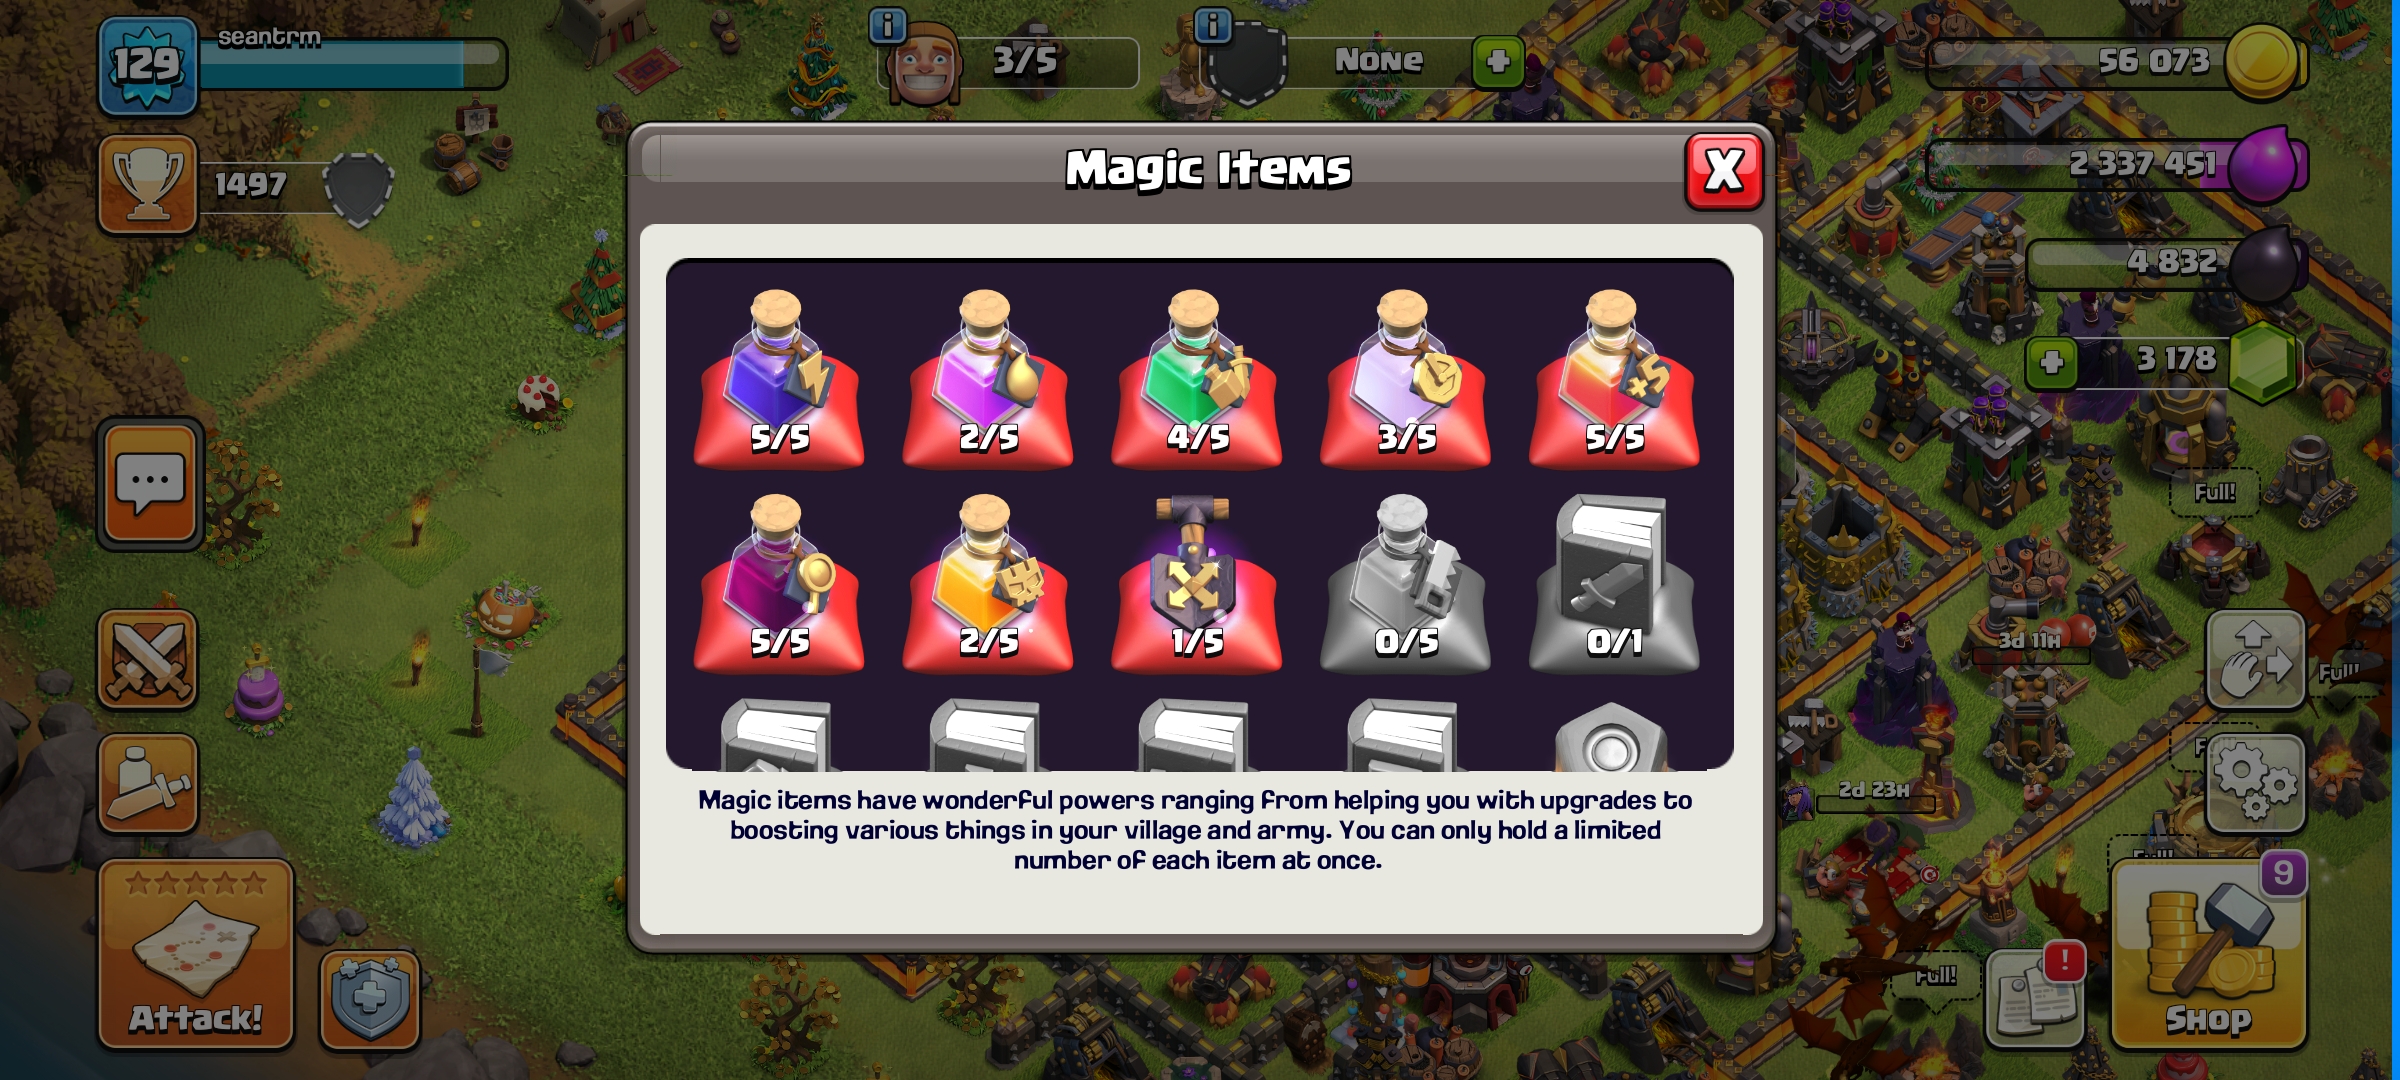 129
seantrm
3/5
None
56 073
1497
2 337 451
4 832
3 178
Magic Items
X
5/5
2/5
4/5
3/5
x5
5/5
5/5
2/5
1/5
0/5
0/1
Magic items have wonderful powers ranging from helping you with upgrades to
boosting various things in your village and army. You can only hold a limited
number of each item at once.
Full!
3d 11h
Full!
2d 23h
Full!
9
!
Attack!
Shop